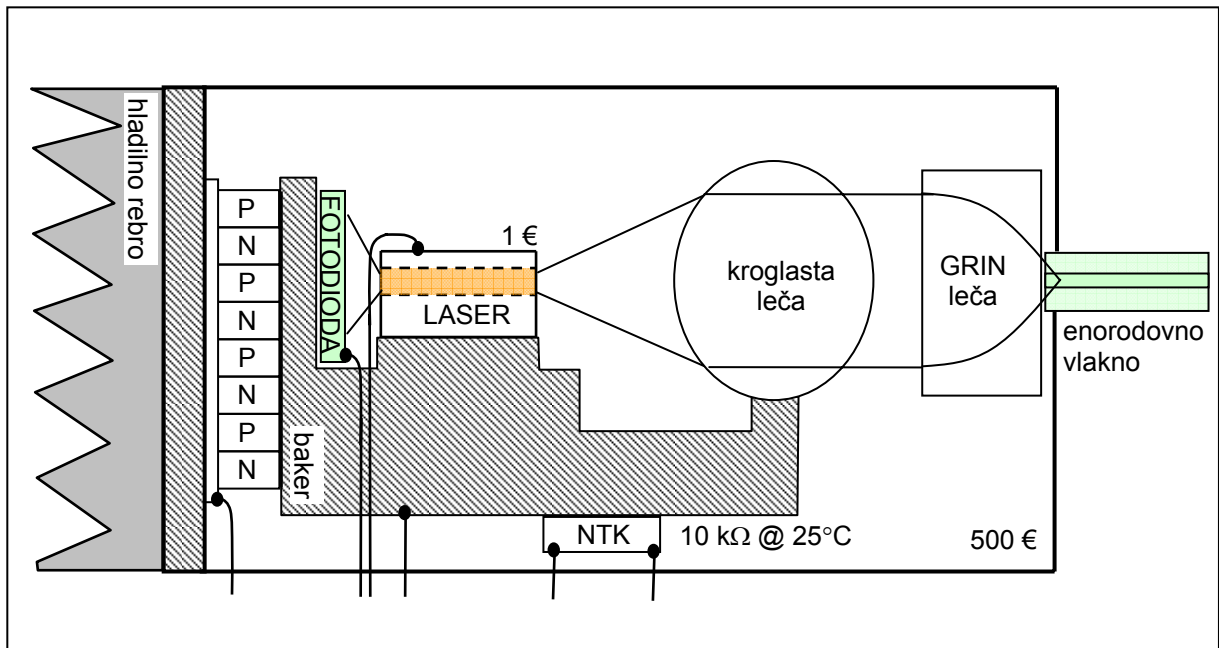 hladilno rebro
P
N
P
N
P
N
P
N
baker
FOTODIODA
1 €
LASER
kroglasta
leča
GRIN
leča
enorodovno
vlakno
NTK
10 kΩ @ 25°C
500 €